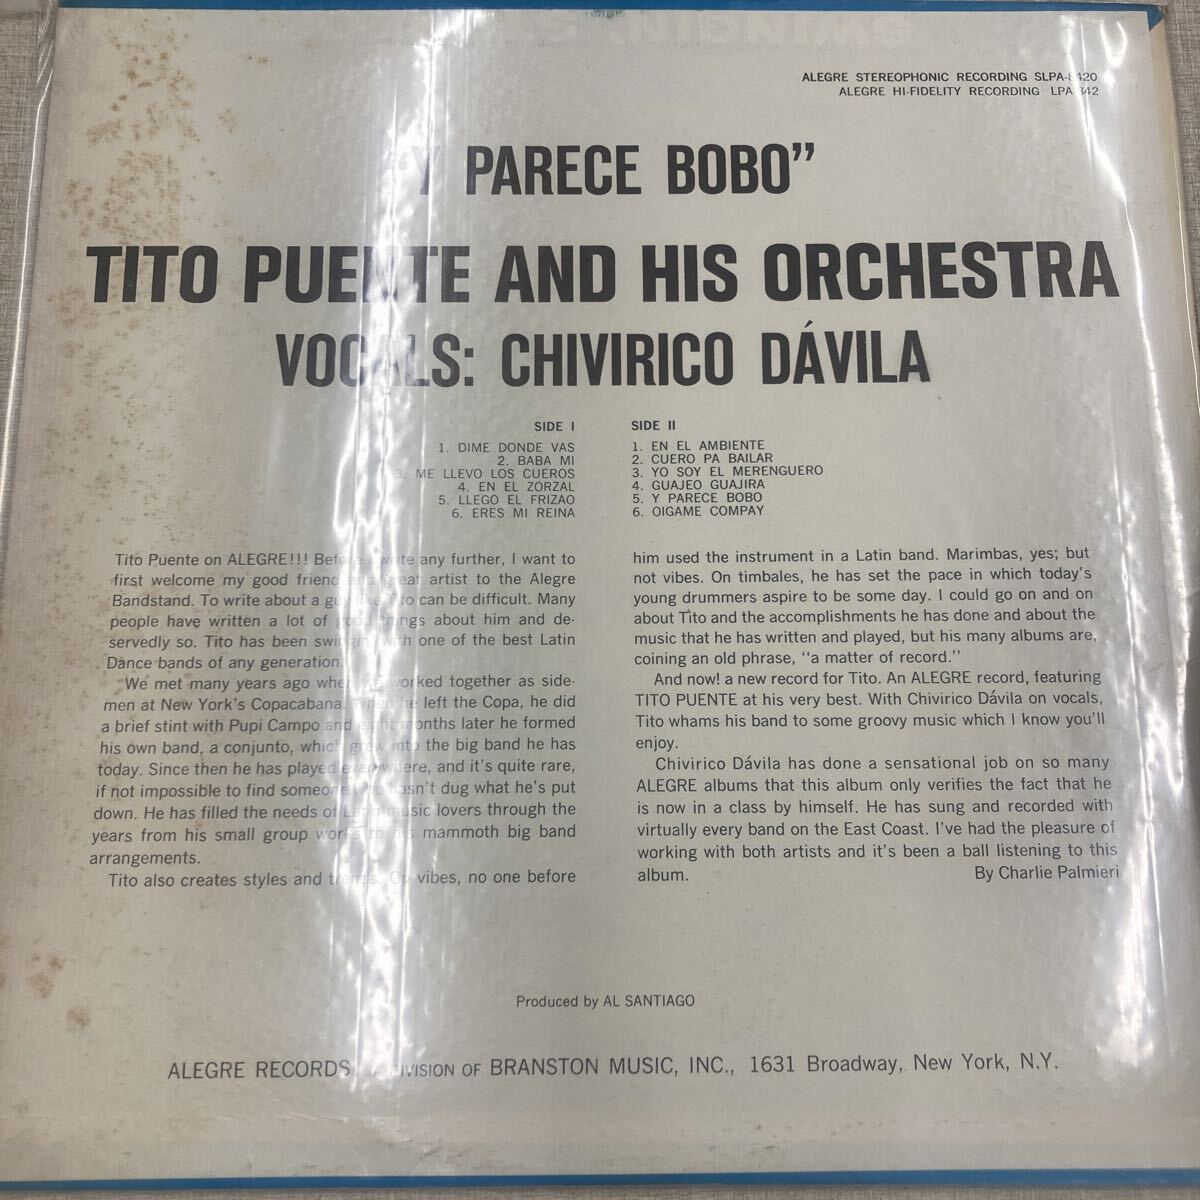 ALEGRE STEREOPHONIC RECORDING SLPA-8420
ALEGRE HI-FIDELITY RECORDING LPA-842
"Y PARECE BOBO"
TITO PUENTE AND HIS ORCHESTRA
VOCALS: CHIVIRICO DÁVILA
SIDE I
1. DIME DONDE VAS
2. BABA MI
3. ME LLEVO LOS CUEROS
4. EN EL ZORZAL
5. LLEGO EL FRIZAO
6. ERES MI REINA
SIDE II
1. EN EL AMBIENTE
2. CUERO PA BAILAR
3. YO SOY EL MERENGUERO
4. GUAJEO GUAJIRA
5. Y PARECE BOBO
6. OIGAME COMPAY
Tito Puente on ALEGRE!!! Before I write any further, I want to
first welcome my good friend and great artist to the Alegre
Bandstand. To write about a guy like Tito can be difficult. Many
people have written a lot of good things about him and de-
servedly so. Tito has been swingin with one of the best Latin
Dance bands of any generation.
We met many years ago when we worked together as side-
men at New York's Copacabana. When he left the Copa, he did
a brief stint with Pupi Campo and eight months later he formed
his own band, a conjunto, which grew into the big band he has
today. Since then he has played everywhere, and it's quite rare,
if not impossible to find someone who hasn't dug what he's put
down. He has filled the needs of Latin music lovers through the
years from his small group works to his mammoth big band
arrangements.
Tito also creates styles and trends. On vibes, no one before
him used the instrument in a Latin band. Marimbas, yes; but
not vibes. On timbales, he has set the pace in which today's
young drummers aspire to be some day. I could go on and on
about Tito and the accomplishments he has done and about the
music that he has written and played, but his many albums are,
coining an old phrase, "a matter of record."
And now! a new record for Tito. An ALEGRE record, featuring
TITO PUENTE at his very best. With Chivirico Dávila on vocals,
Tito whams his band to some groovy music which I know you'll
enjoy.
Chivirico Dávila has done a sensational job on so many
ALEGRE albums that this album only verifies the fact that he
is now in a class by himself. He has sung and recorded with
virtually every band on the East Coast. I've had the pleasure of
working with both artists and it's been a ball listening to this
album. By Charlie Palmieri
Produced by AL SANTIAGO
ALEGRE RECORDS, A DIVISION OF BRANSTON MUSIC, INC., 1631 Broadway, New York, N.Y.